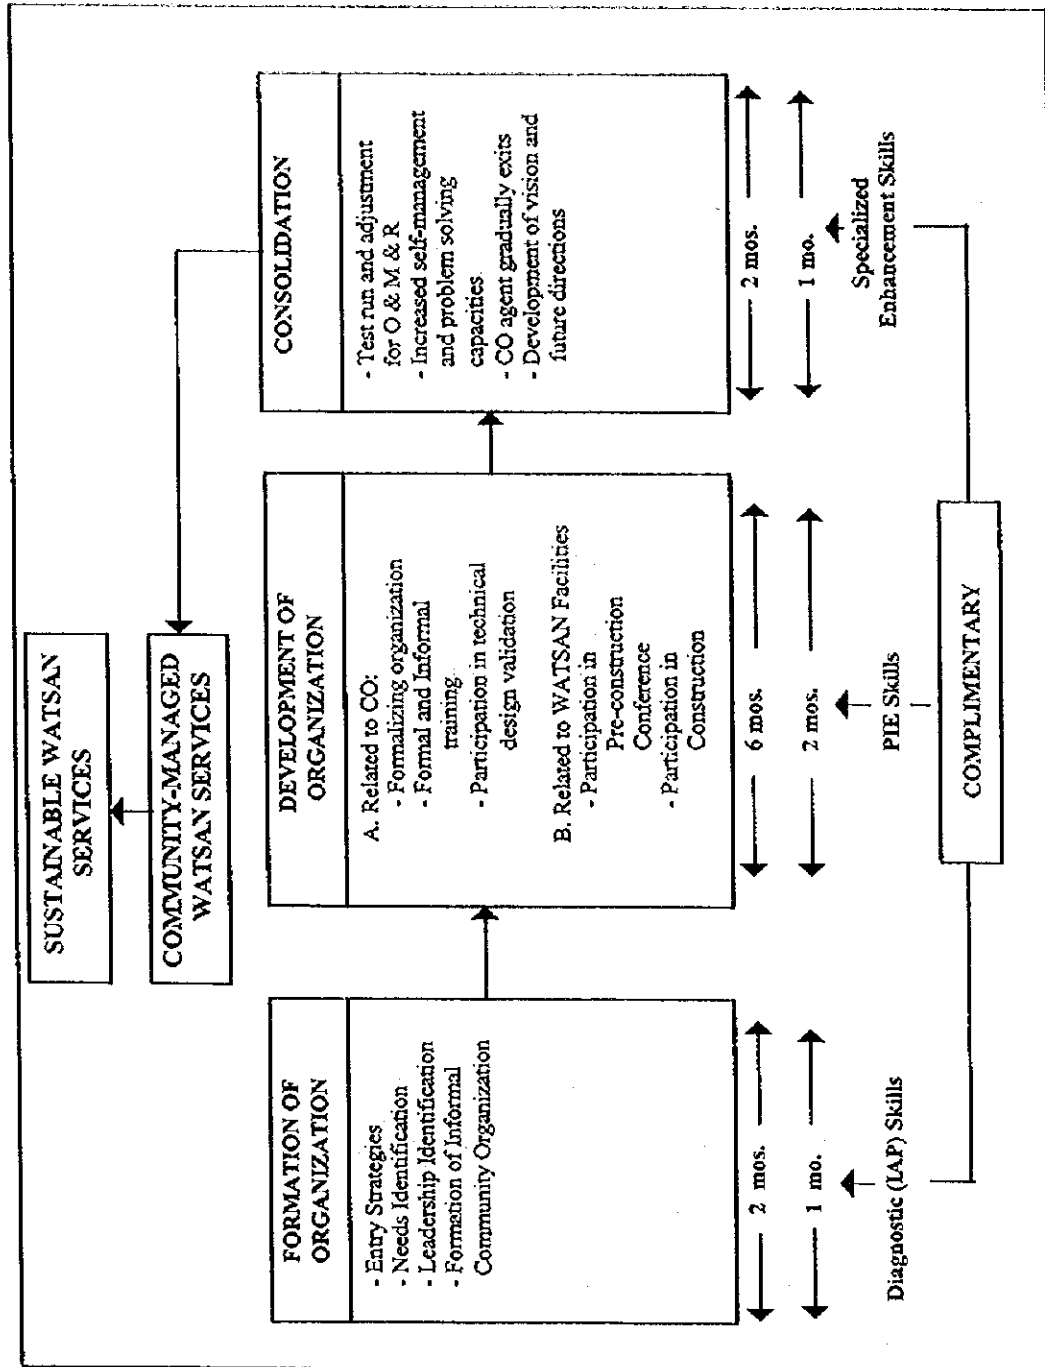 SUSTAINABLE WATSAN
SERVICES
COMMUNITY-MANAGED
WATSAN SERVICES
FORMATION OF
ORGANIZATION
- Entry Strategies
- Needs Identification
- Leadership Identification
- Formation of Informal
Community Organization
2 mos.
1 mo.
Diagnostic (IAP) Skills
DEVELOPMENT OF
ORGANIZATION
A. Related to CO:
- Formalizing organization
- Formal and Informal
training.
- Participation in technical
design validation
B. Related to WATSAN Facilities
- Participation in
Pre-construction
Conference
- Participation in
Construction
6 mos.
2 mos.
PIE Skills
CONSOLIDATION
- Test run and adjustment
for O & M & R
- Increased self-management
and problem solving
capacities.
- CO agent gradually exits
- Development of vision and
future directions
2 mos.
1 mo.
Specialized
Enhancement Skills
COMPLIMENTARY